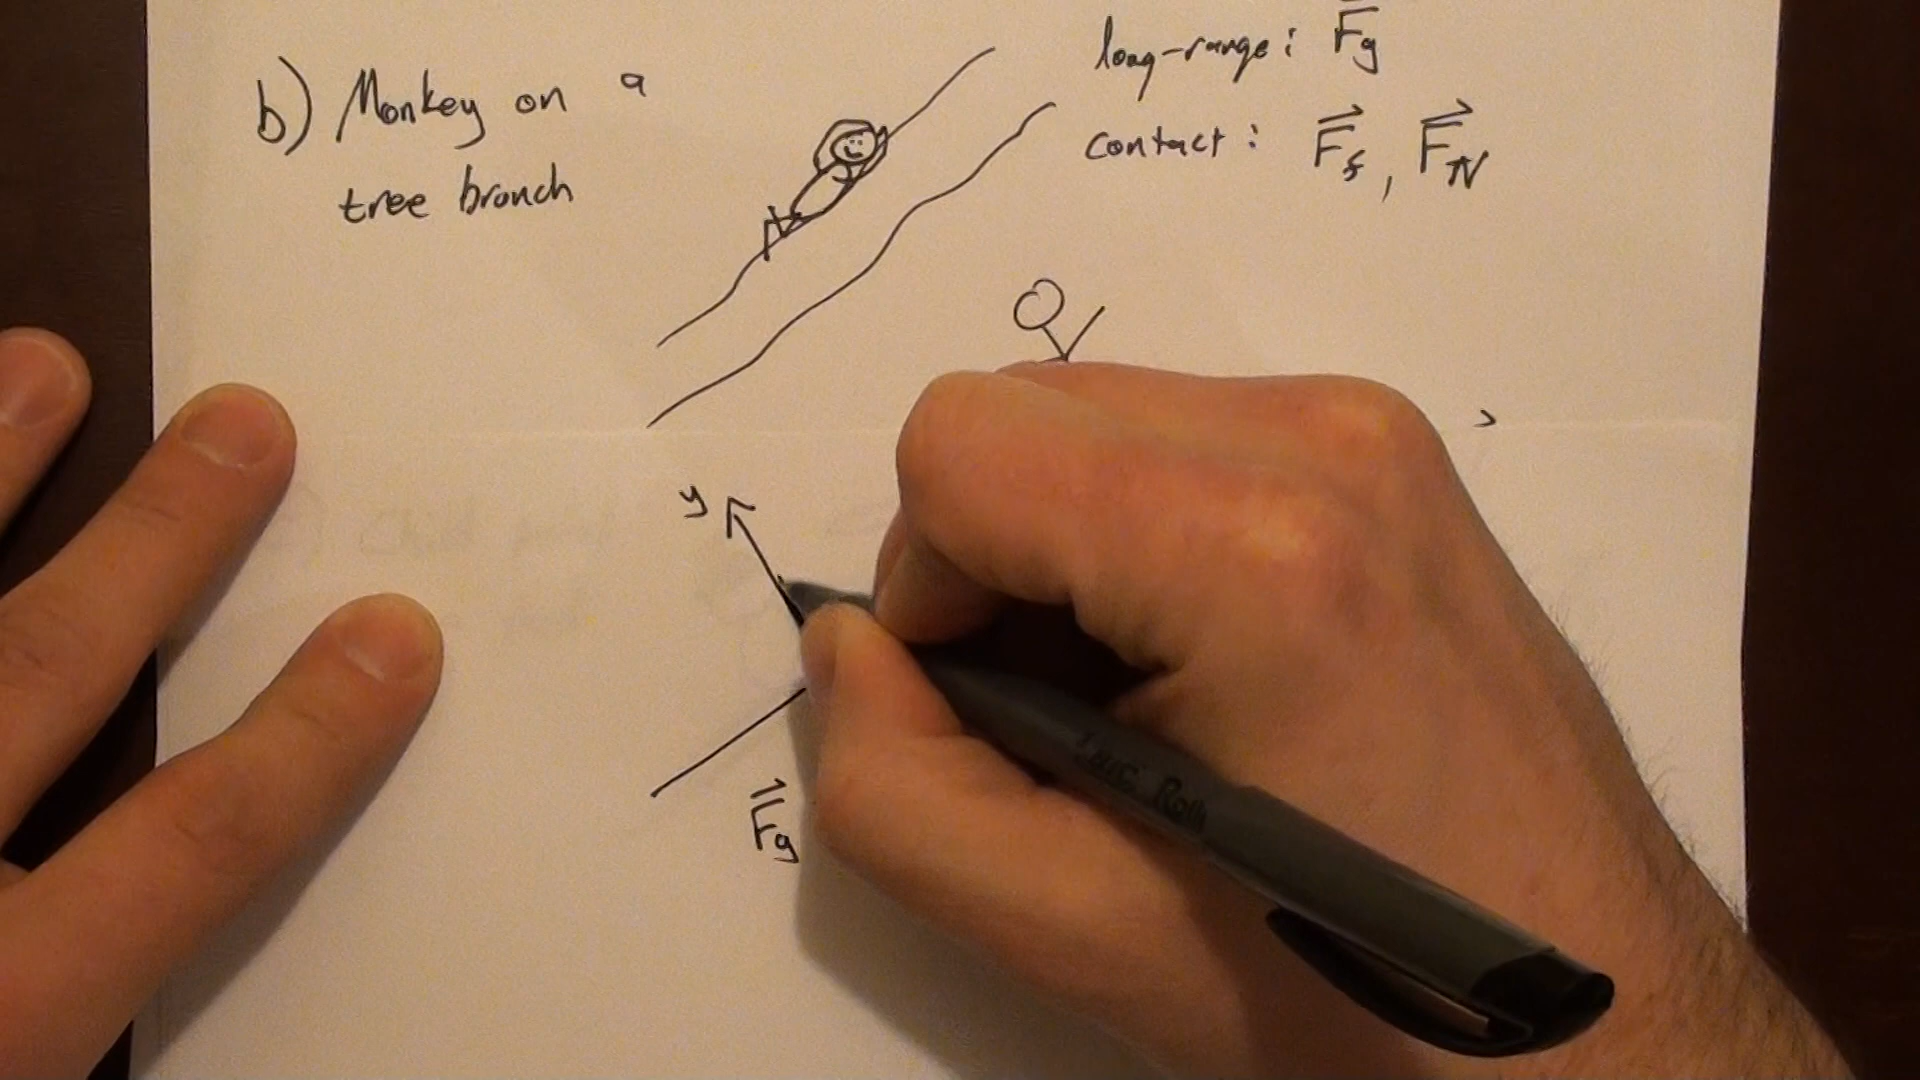 b) Monkey on a
tree branch
long-range: F⃗g
contact: F⃗f, F⃗N
y
F⃗g